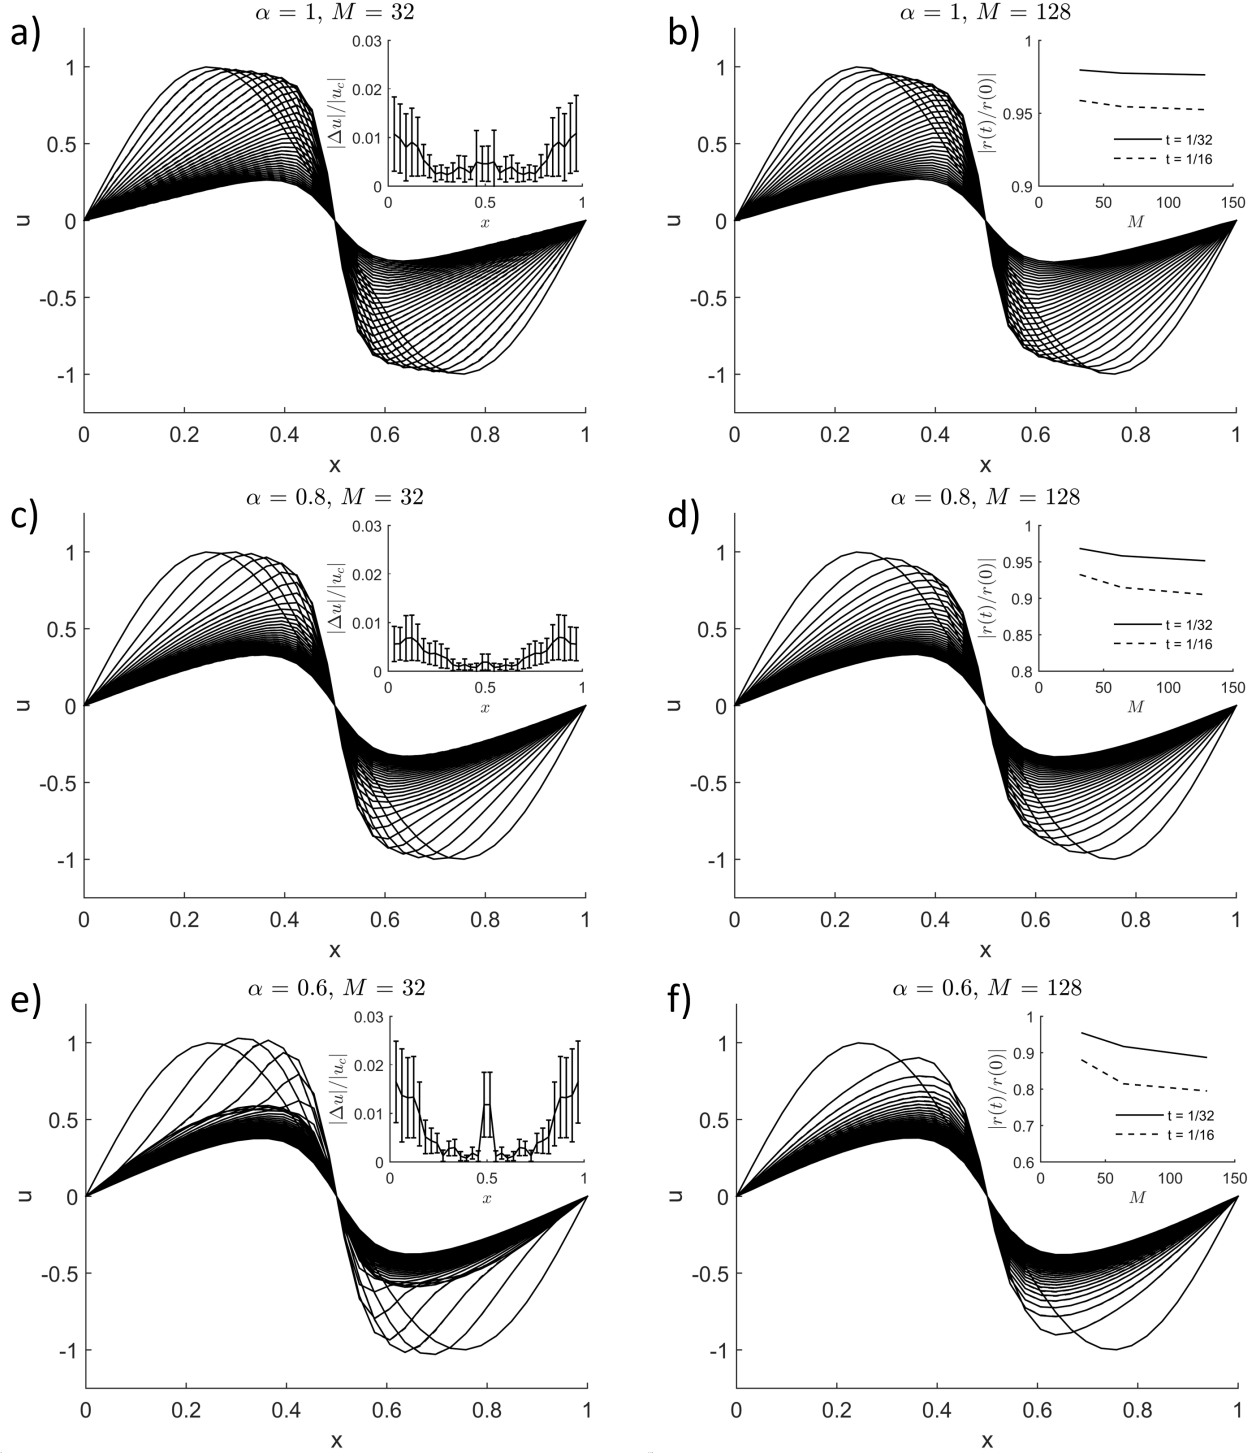 a)
α = 1, M = 32
0.03
0.02
0.01
0
|Δu|/|u_c|
0
0.5
1
x
1
0.5
0
-0.5
-1
u
0
0.2
0.4
0.6
0.8
1
x
b)
α = 1, M = 128
1
0.95
0.9
|r(t)/r(0)|
t = 1/32
t = 1/16
0
50
100
150
M
1
0.5
0
-0.5
-1
u
0
0.2
0.4
0.6
0.8
1
x
c)
α = 0.8, M = 32
0.03
0.02
0.01
0
|Δu|/|u_c|
0
0.5
1
x
1
0.5
0
-0.5
-1
u
0
0.2
0.4
0.6
0.8
1
x
d)
α = 0.8, M = 128
1
0.95
0.9
0.85
0.8
|r(t)/r(0)|
t = 1/32
t = 1/16
0
50
100
150
M
1
0.5
0
-0.5
-1
u
0
0.2
0.4
0.6
0.8
1
x
e)
α = 0.6, M = 32
0.03
0.02
0.01
0
|Δu|/|u_c|
0
0.5
1
x
1
0.5
0
-0.5
-1
u
0
0.2
0.4
0.6
0.8
1
x
f)
α = 0.6, M = 128
1
0.9
0.8
0.7
0.6
|r(t)/r(0)|
t = 1/32
t = 1/16
0
50
100
150
M
1
0.5
0
-0.5
-1
u
0
0.2
0.4
0.6
0.8
1
x